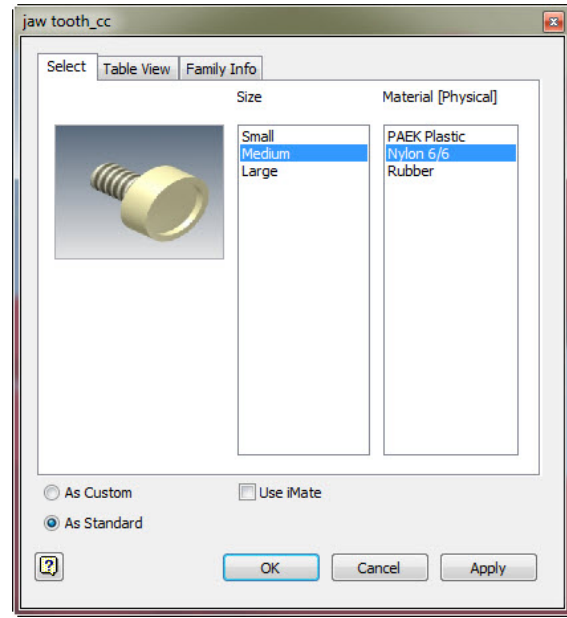 jaw tooth_cc
Select Table View Family Info
Size Material [Physical]
Small PAEK Plastic
Medium Nylon 6/6
Large Rubber
As Custom Use iMate
As Standard
? OK Cancel Apply